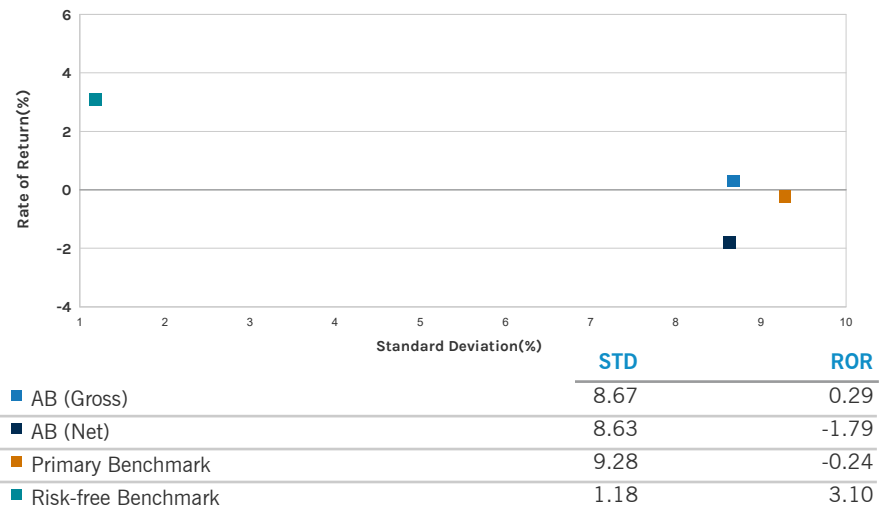 6
4
2
0
-2
-4
Rate of Return(%)
1 2 3 4 5 6 7 8 9 10
Standard Deviation(%)
STD ROR
AB (Gross) 8.67 0.29
AB (Net) 8.63 -1.79
Primary Benchmark 9.28 -0.24
Risk-free Benchmark 1.18 3.10